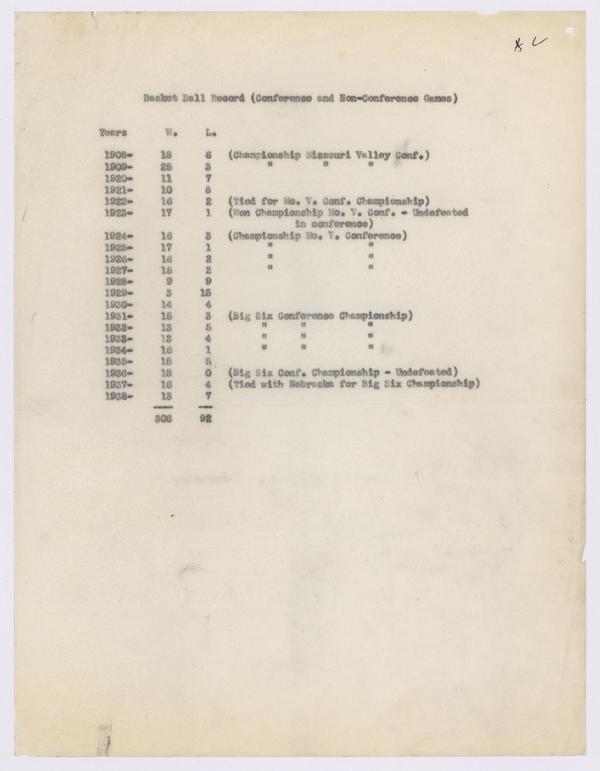 Basket Ball Record (Conference and Non-Conference Games)
Years W. L.
1908- 18 6 (Championship Missouri Valley Conf.)
1909- 25 3 " " "
1920- 11 7
1921- 10 8
1922- 16 2 (Tied for Mo. V. Conf. Championship)
1923- 17 1 (Won Championship Mo. V. Conf. - Undefeated
in conference)
1924- 16 3 (Championship Mo. V. Conference)
1925- 17 1 " "
1926- 16 2 " "
1927- 15 2 " "
1928- 9 9
1929- 3 15
1930- 14 4
1931- 15 3 (Big Six Conference Championship)
1932- 13 5 " " "
1933- 13 4 " " "
1934- 16 1 " " "
1935- 15 5
1936- 18 0 (Big Six Conf. Championship - Undefeated)
1937- 16 4 (Tied with Nebraska for Big Six Championship)
1938- 13 7
306 92